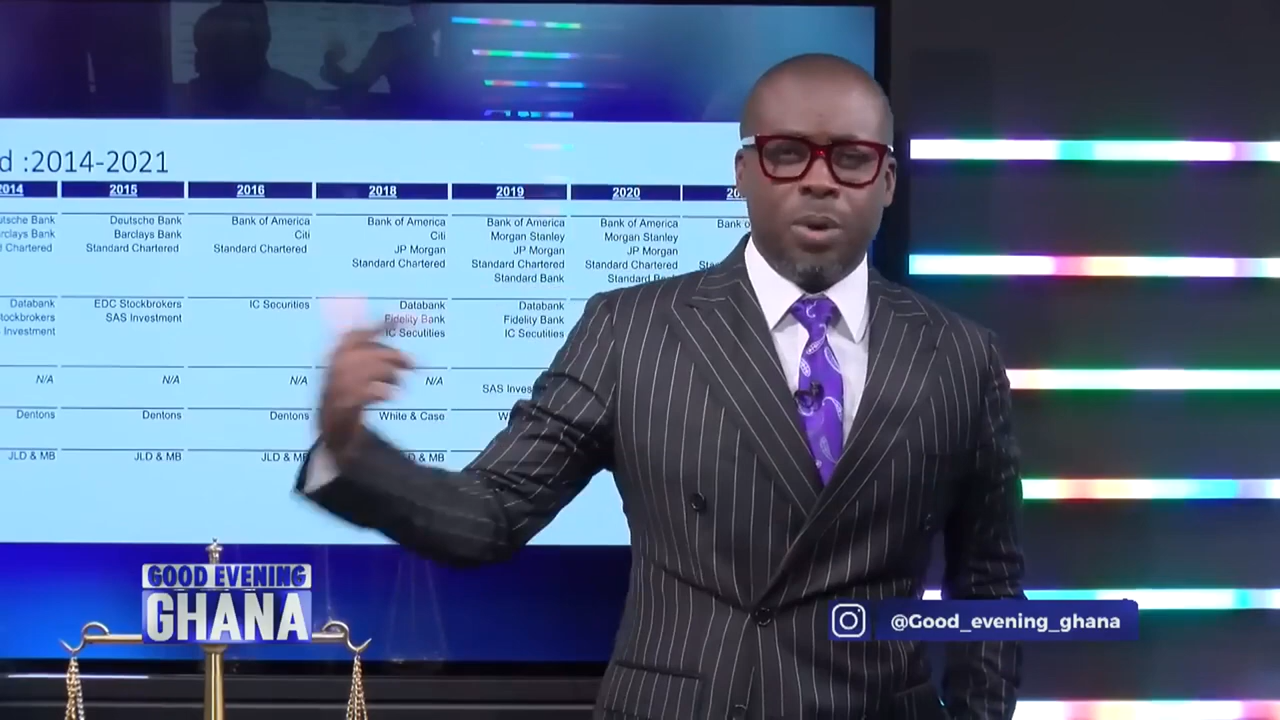 d :2014-2021
2014 2015 2016 2018 2019 2020
Deutsche Bank Bank of America Bank of America Bank of America Bank of America
Barclays Bank Citi Citi Morgan Stanley Morgan Stanley
Chartered Standard Chartered Standard Chartered JP Morgan JP Morgan JP Morgan
Standard Chartered Standard Chartered Standard Chartered
Standard Bank Standard Bank
Databank EDC Stockbrokers IC Securities Databank Databank
SAS Investment Fidelity Bank Fidelity Bank
Investment IC Secutities IC Secutities
N/A N/A N/A N/A
SAS
Dentons Dentons Dentons White & Case
JLD & MB JLD & MB JLD & MB
GOOD EVENING
GHANA
@Good_evening_ghana